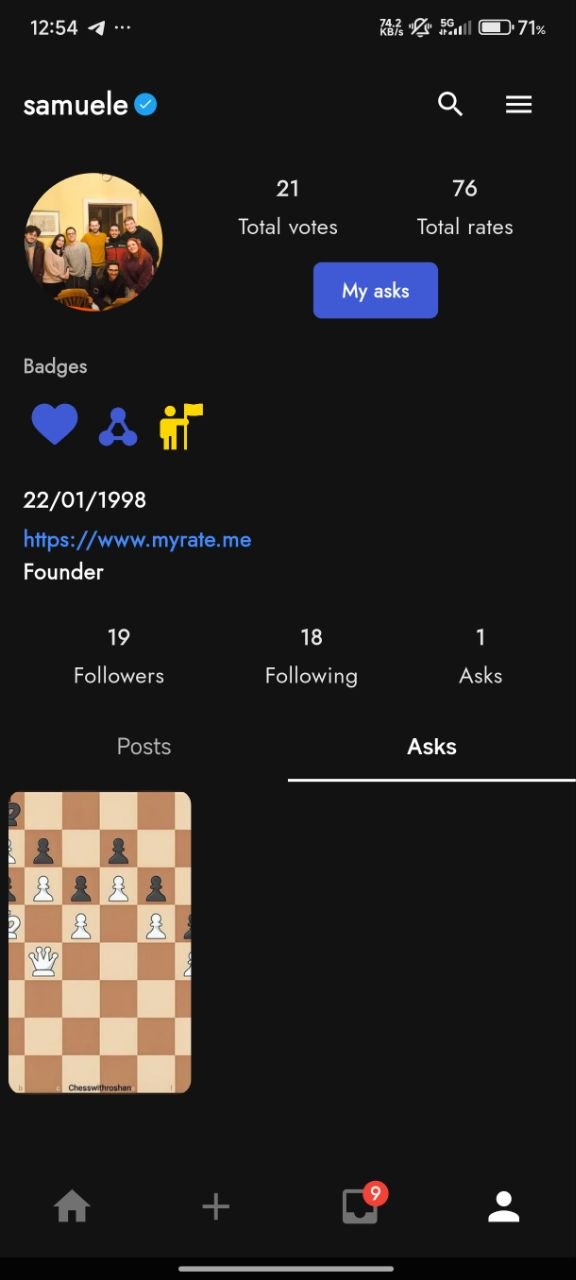 12:54 ... 74.2 KB/s 5G 71%
samuele
21 76
Total votes Total rates
My asks
Badges
22/01/1998
https://www.myrate.me
Founder
19 18 1
Followers Following Asks
Posts Asks
b c Chesswithroshan f
9